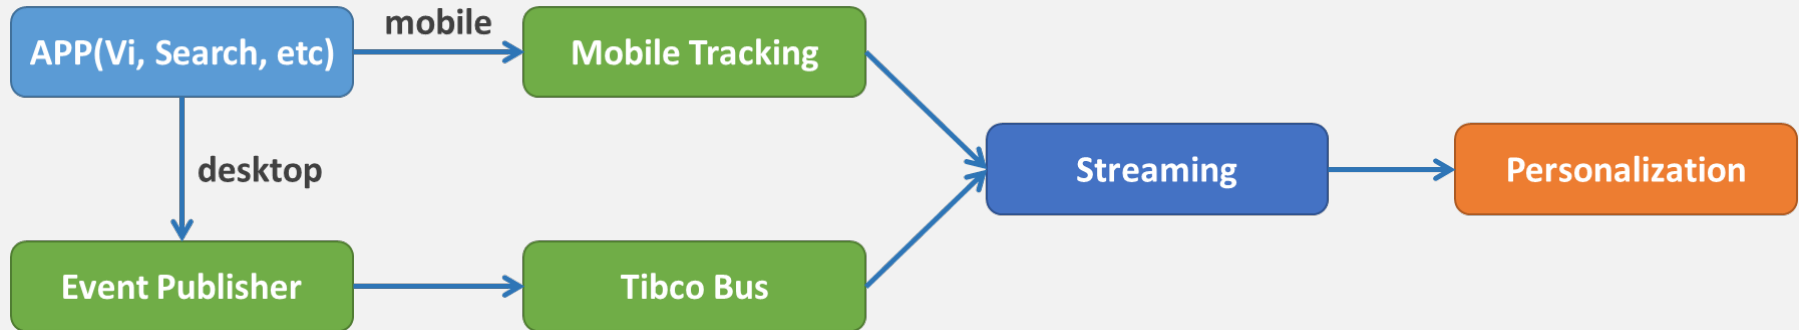 APP(Vi, Search, etc)
mobile
Mobile Tracking
desktop
Streaming
Personalization
Event Publisher
Tibco Bus